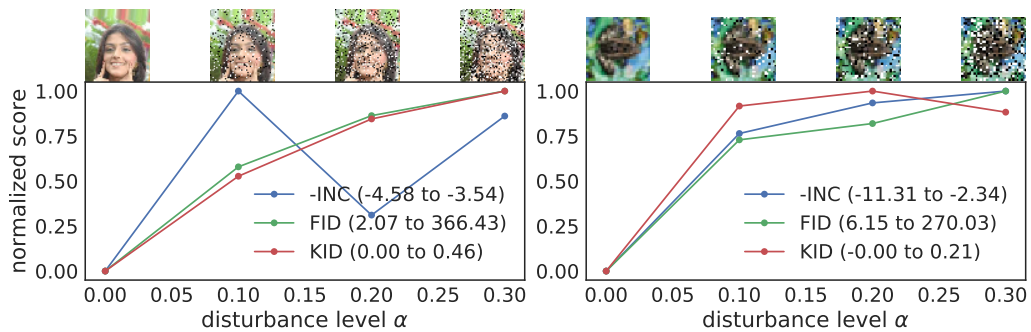 normalized score
1.00
0.75
0.50
0.25
0.00
-INC (-4.58 to -3.54)
FID (2.07 to 366.43)
KID (0.00 to 0.46)
0.00 0.05 0.10 0.15 0.20 0.25 0.30
disturbance level α
1.00
0.75
0.50
0.25
0.00
-INC (-11.31 to -2.34)
FID (6.15 to 270.03)
KID (-0.00 to 0.21)
0.00 0.05 0.10 0.15 0.20 0.25 0.30
disturbance level α